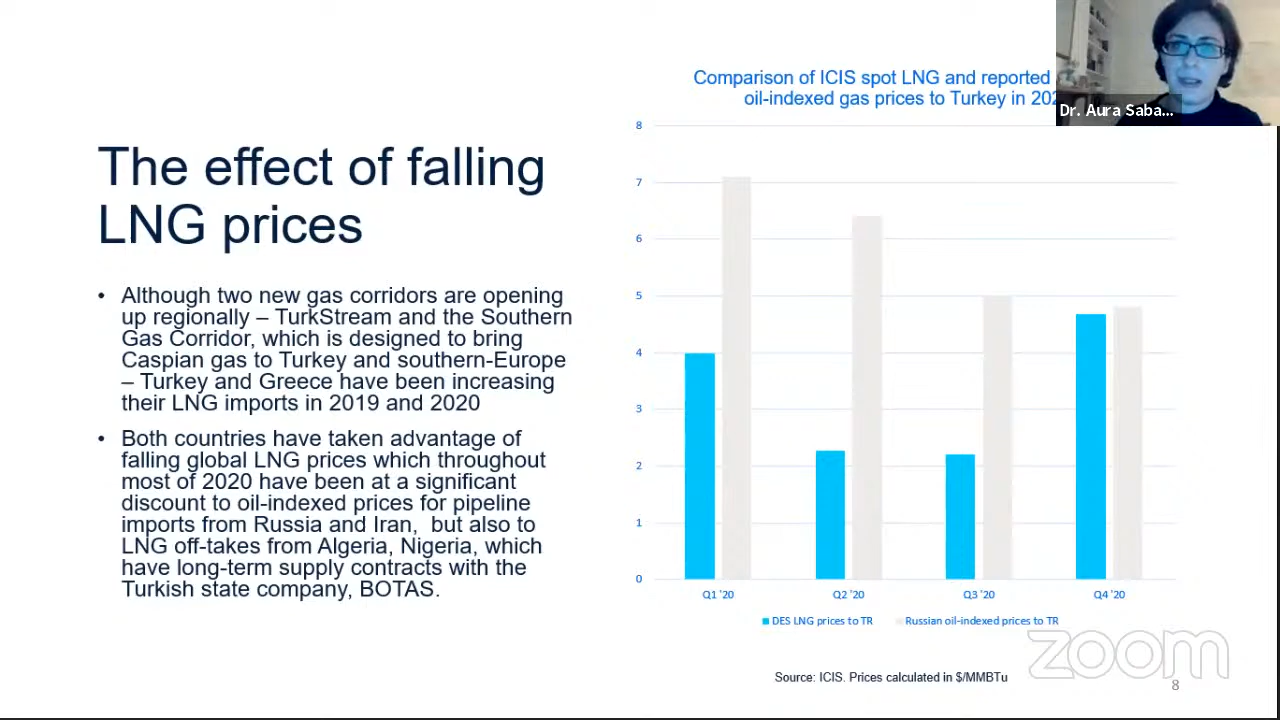 Comparison of ICIS spot LNG and reported
oil-indexed gas prices to Turkey in
Dr. Aura Saba...
The effect of falling
LNG prices
• Although two new gas corridors are opening
up regionally – TurkStream and the Southern
Gas Corridor, which is designed to bring
Caspian gas to Turkey and southern-Europe
– Turkey and Greece have been increasing
their LNG imports in 2019 and 2020
• Both countries have taken advantage of
falling global LNG prices which throughout
most of 2020 have been at a significant
discount to oil-indexed prices for pipeline
imports from Russia and Iran, but also to
LNG off-takes from Algeria, Nigeria, which
have long-term supply contracts with the
Turkish state company, BOTAS.
8
7
6
5
4
3
2
1
0
Q1 '20
Q2 '20
Q3 '20
Q4 '20
DES LNG prices to TR
Russian oil-indexed prices to TR
zoom
Source: ICIS. Prices calculated in $/MMBTu
8